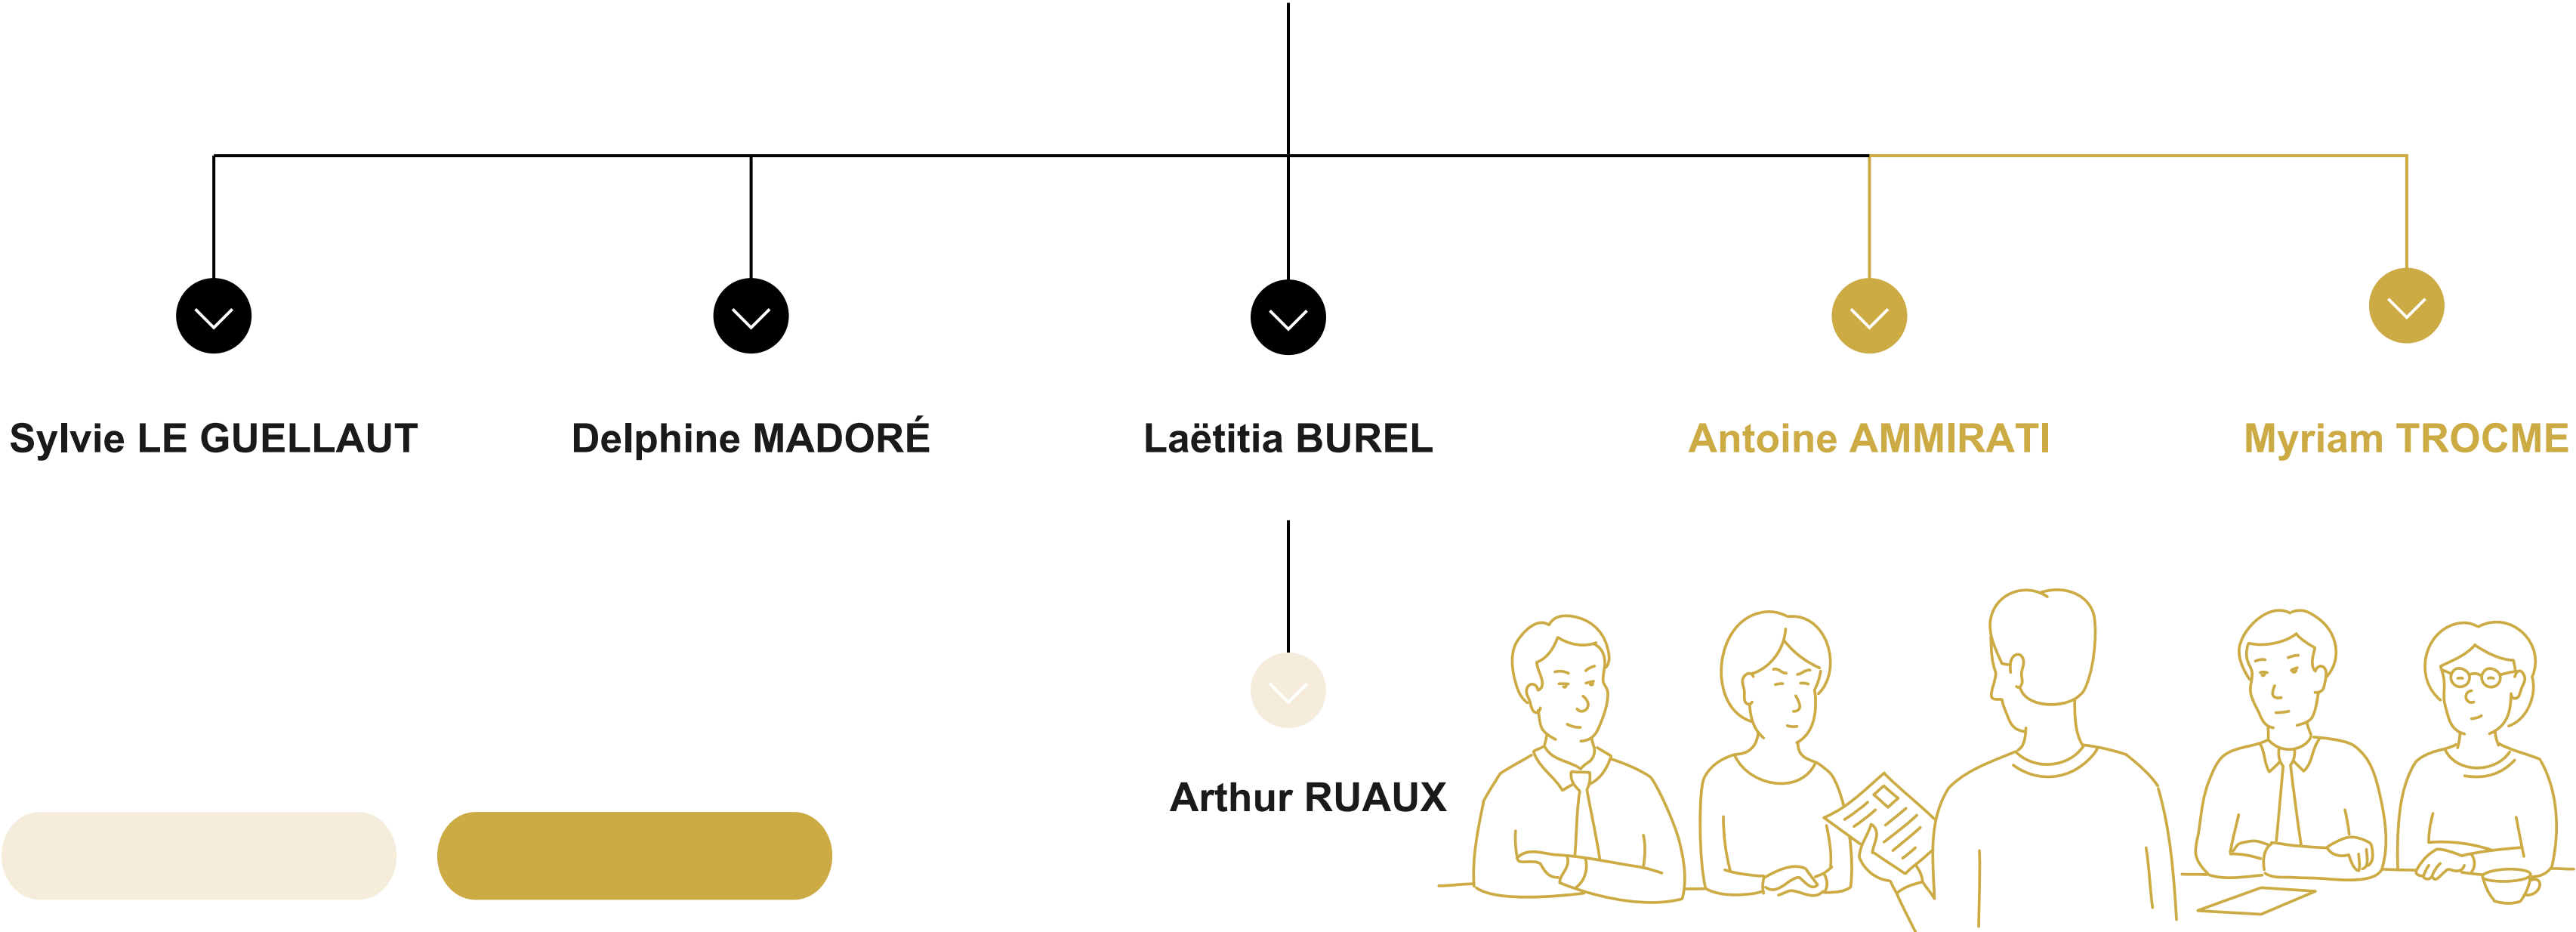 Sylvie LE GUELLAUT
Delphine MADORÉ
Laëtitia BUREL
Antoine AMMIRATI
Myriam TROCME
Arthur RUAUX